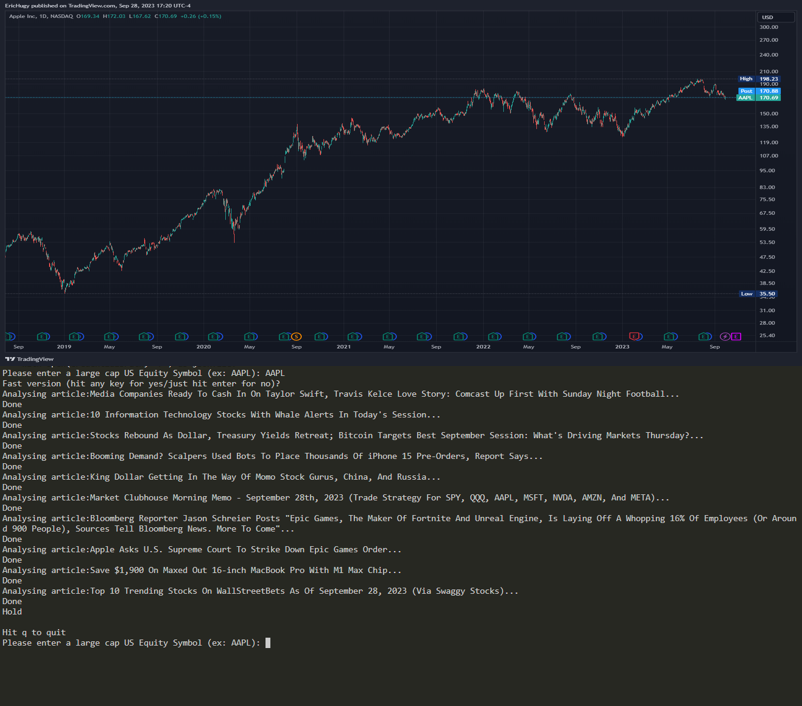 EricHugy published on TradingView.com, Sep 28, 2023 17:20 UTC-4
Apple Inc, 1D, NASDAQ O169.34 H172.03 L167.62 C170.69 +0.26 (+0.15%)
USD
300.00
270.00
240.00
210.00
High 198.23
190.00
Post 170.88
AAPL 170.69
150.00
135.00
119.00
107.00
95.00
83.00
75.50
67.50
59.50
53.50
47.50
42.50
38.50
Low 35.50
31.00
28.00
25.40
Sep 2019 May Sep 2020 May Sep 2021 May Sep 2022 May Sep 2023 May Sep
TradingView
Please enter a large cap US Equity Symbol (ex: AAPL): AAPL
Fast version (hit any key for yes/just hit enter for no)?
Analysing article:Media Companies Ready To Cash In On Taylor Swift, Travis Kelce Love Story: Comcast Up First With Sunday Night Football...
Done
Analysing article:10 Information Technology Stocks With Whale Alerts In Today's Session...
Done
Analysing article:Stocks Rebound As Dollar, Treasury Yields Retreat; Bitcoin Targets Best September Session: What's Driving Markets Thursday?...
Done
Analysing article:Booming Demand? Scalpers Used Bots To Place Thousands Of iPhone 15 Pre-Orders, Report Says...
Done
Analysing article:King Dollar Getting In The Way Of Momo Stock Gurus, China, And Russia...
Done
Analysing article:Market Clubhouse Morning Memo - September 28th, 2023 (Trade Strategy For SPY, QQQ, AAPL, MSFT, NVDA, AMZN, And META)...
Done
Analysing article:Bloomberg Reporter Jason Schreier Posts "Epic Games, The Maker Of Fortnite And Unreal Engine, Is Laying Off A Whopping 16% Of Employees (Or Aroun
d 900 People), Sources Tell Bloomberg News. More To Come"...
Done
Analysing article:Apple Asks U.S. Supreme Court To Strike Down Epic Games Order...
Done
Analysing article:Save $1,900 On Maxed Out 16-inch MacBook Pro With M1 Max Chip...
Done
Analysing article:Top 10 Trending Stocks On WallStreetBets As Of September 28, 2023 (Via Swaggy Stocks)...
Done
Hold
Hit q to quit
Please enter a large cap US Equity Symbol (ex: AAPL):